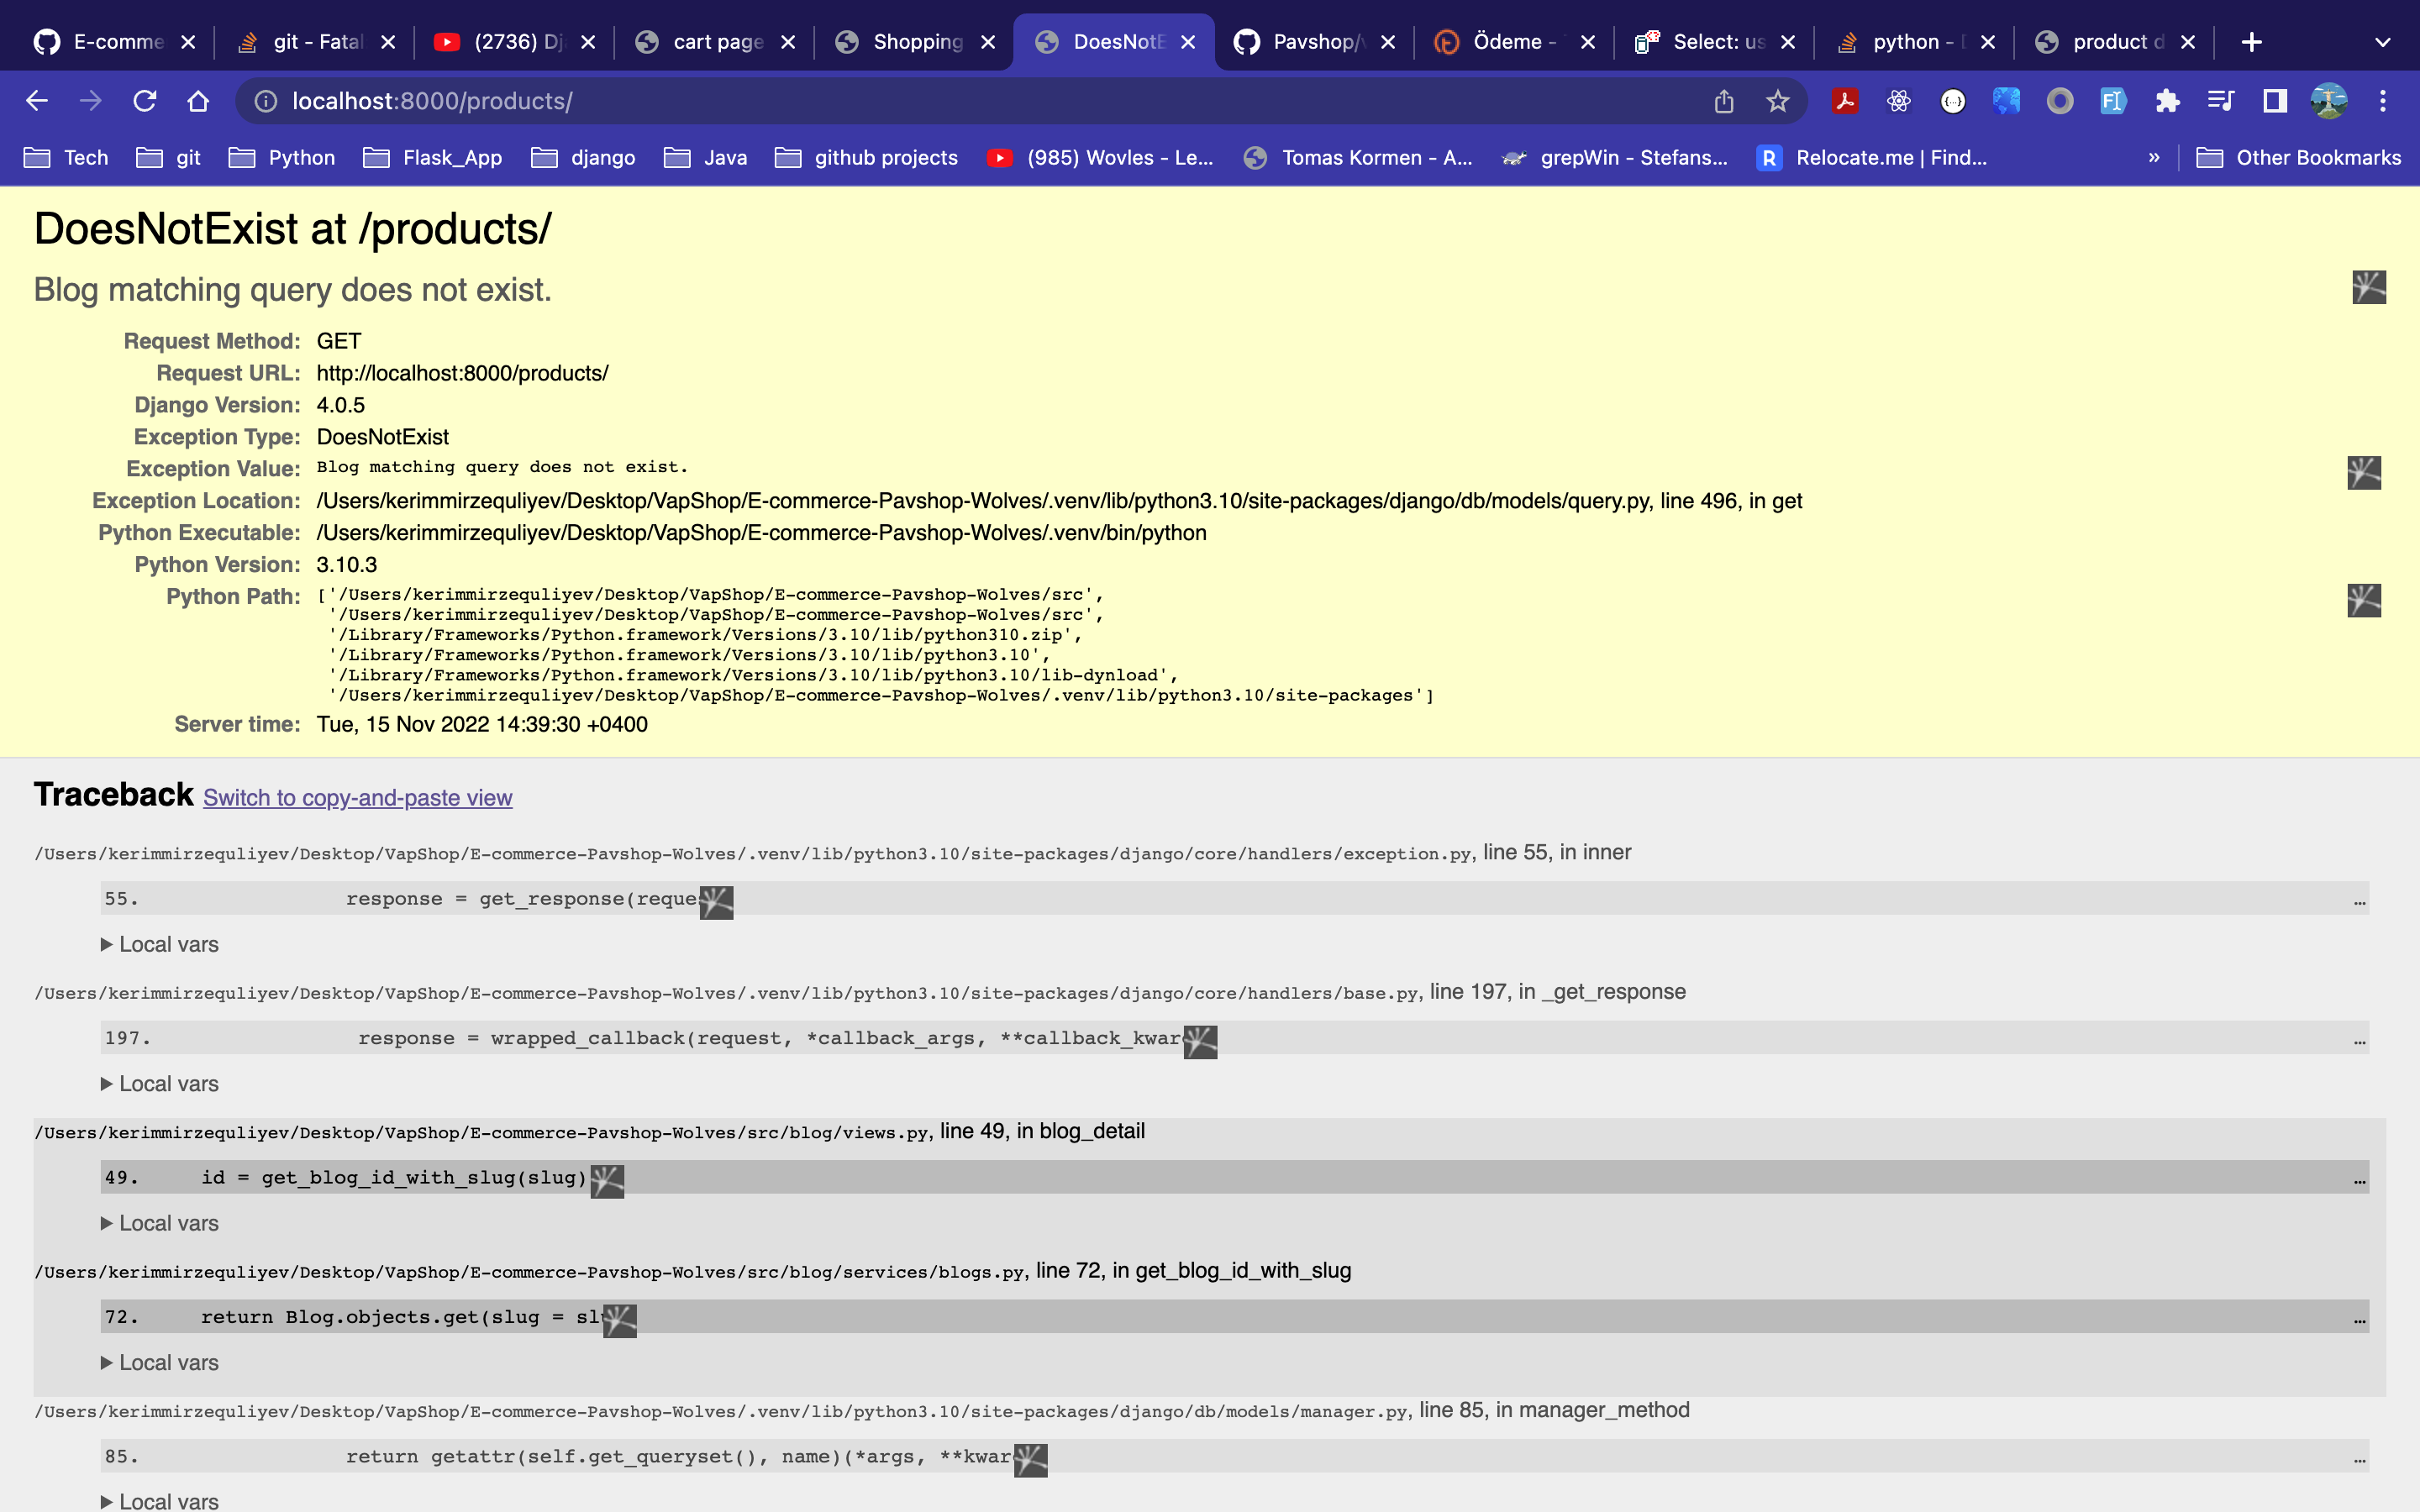 E-comme
git - Fatal
(2736) Dj
cart page
Shopping
DoesNotE
Pavshop/
Ödeme -
Select: us
python -
product d
localhost:8000/products/
Tech
git
Python
Flask_App
django
Java
github projects
(985) Wovles - Le...
Tomas Kormen - A...
grepWin - Stefans...
Relocate.me | Find...
»
Other Bookmarks
DoesNotExist at /products/
Blog matching query does not exist.
Request Method: GET
Request URL: http://localhost:8000/products/
Django Version: 4.0.5
Exception Type: DoesNotExist
Exception Value: Blog matching query does not exist.
Exception Location: /Users/kerimmirzequliyev/Desktop/VapShop/E-commerce-Pavshop-Wolves/.venv/lib/python3.10/site-packages/django/db/models/query.py, line 496, in get
Python Executable: /Users/kerimmirzequliyev/Desktop/VapShop/E-commerce-Pavshop-Wolves/.venv/bin/python
Python Version: 3.10.3
Python Path: ['/Users/kerimmirzequliyev/Desktop/VapShop/E-commerce-Pavshop-Wolves/src',
'/Users/kerimmirzequliyev/Desktop/VapShop/E-commerce-Pavshop-Wolves/src',
'/Library/Frameworks/Python.framework/Versions/3.10/lib/python310.zip',
'/Library/Frameworks/Python.framework/Versions/3.10/lib/python3.10',
'/Library/Frameworks/Python.framework/Versions/3.10/lib/python3.10/lib-dynload',
'/Users/kerimmirzequliyev/Desktop/VapShop/E-commerce-Pavshop-Wolves/.venv/lib/python3.10/site-packages']
Server time: Tue, 15 Nov 2022 14:39:30 +0400
Traceback Switch to copy-and-paste view
/Users/kerimmirzequliyev/Desktop/VapShop/E-commerce-Pavshop-Wolves/.venv/lib/python3.10/site-packages/django/core/handlers/exception.py, line 55, in inner
55. response = get_response(reque …
▶ Local vars
/Users/kerimmirzequliyev/Desktop/VapShop/E-commerce-Pavshop-Wolves/.venv/lib/python3.10/site-packages/django/core/handlers/base.py, line 197, in _get_response
197. response = wrapped_callback(request, *callback_args, **callback_kwar …
▶ Local vars
/Users/kerimmirzequliyev/Desktop/VapShop/E-commerce-Pavshop-Wolves/src/blog/views.py, line 49, in blog_detail
49. id = get_blog_id_with_slug(slug) …
▶ Local vars
/Users/kerimmirzequliyev/Desktop/VapShop/E-commerce-Pavshop-Wolves/src/blog/services/blogs.py, line 72, in get_blog_id_with_slug
72. return Blog.objects.get(slug = sl …
▶ Local vars
/Users/kerimmirzequliyev/Desktop/VapShop/E-commerce-Pavshop-Wolves/.venv/lib/python3.10/site-packages/django/db/models/manager.py, line 85, in manager_method
85. return getattr(self.get_queryset(), name)(*args, **kwar …
▶ Local vars